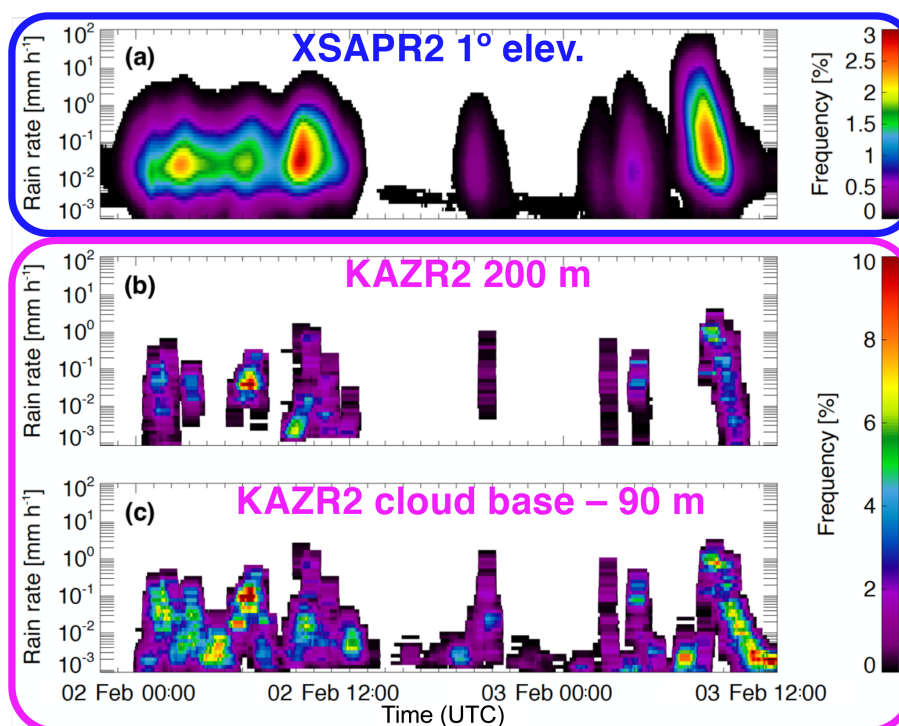 XSAPR2 1º elev.
(a)
Rain rate [mm h⁻¹]
10²
10¹
10⁰
10⁻¹
10⁻²
10⁻³
Frequency [%]
3
2.5
2
1.5
1
0.5
0
KAZR2 200 m
(b)
Rain rate [mm h⁻¹]
10²
10¹
10⁰
10⁻¹
10⁻²
10⁻³
KAZR2 cloud base – 90 m
(c)
Rain rate [mm h⁻¹]
10²
10¹
10⁰
10⁻¹
10⁻²
10⁻³
Frequency [%]
10
8
6
4
2
0
02 Feb 00:00 02 Feb 12:00 03 Feb 00:00 03 Feb 12:00
Time (UTC)